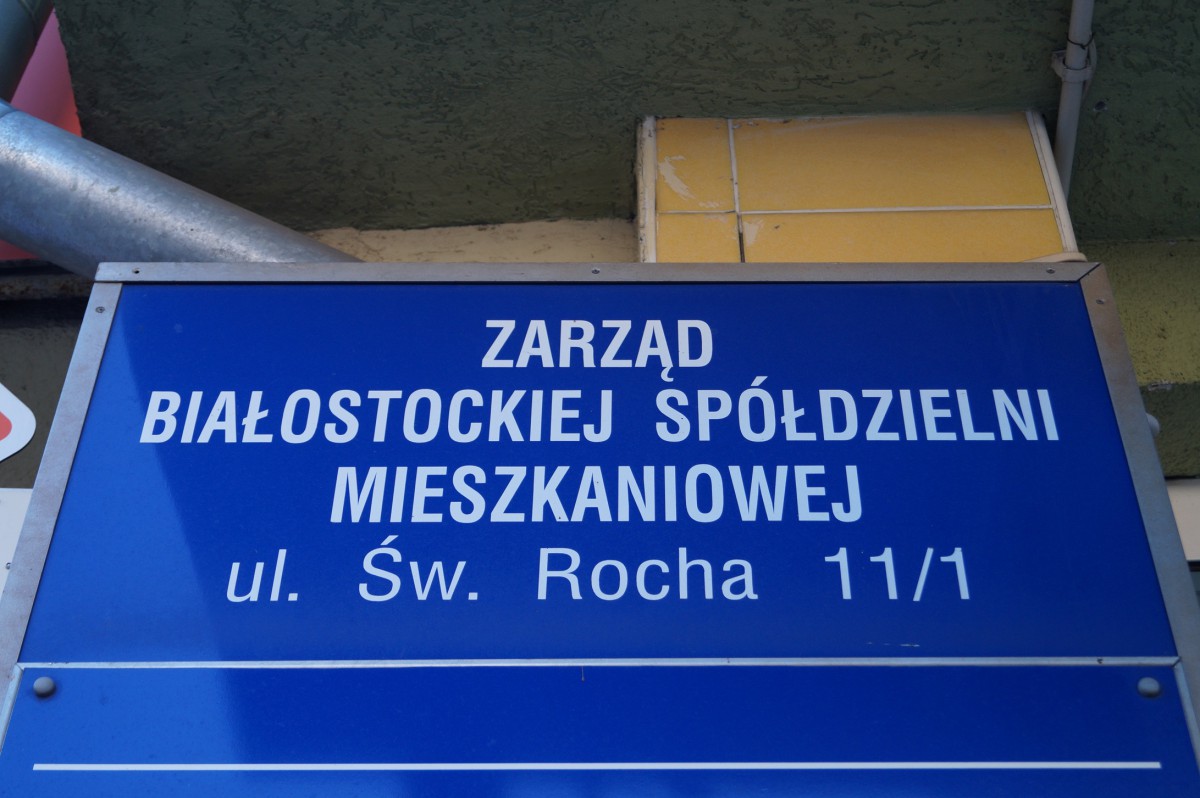 ZARZĄD
BIAŁOSTOCKIEJ SPÓŁDZIELNI
MIESZKANIOWEJ
ul. Św. Rocha 11/1